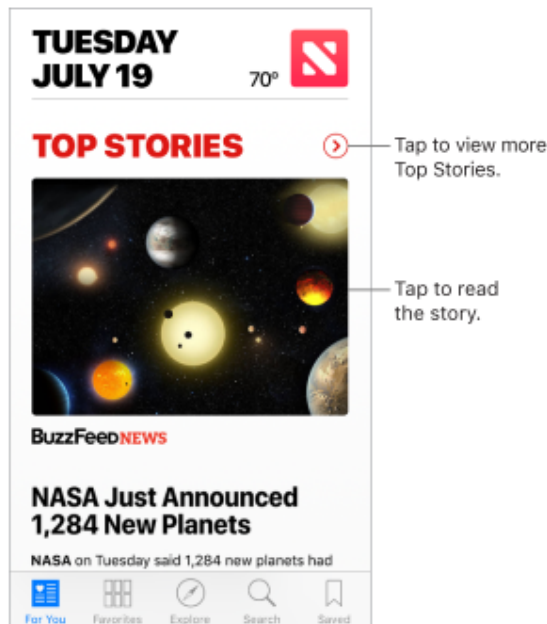 TUESDAY
JULY 19
70°
TOP STORIES
Tap to view more
Top Stories.
Tap to read
the story.
BuzzFeedNEWS
NASA Just Announced
1,284 New Planets
NASA on Tuesday said 1,284 new planets had
For You Favorites Explore Search Saved